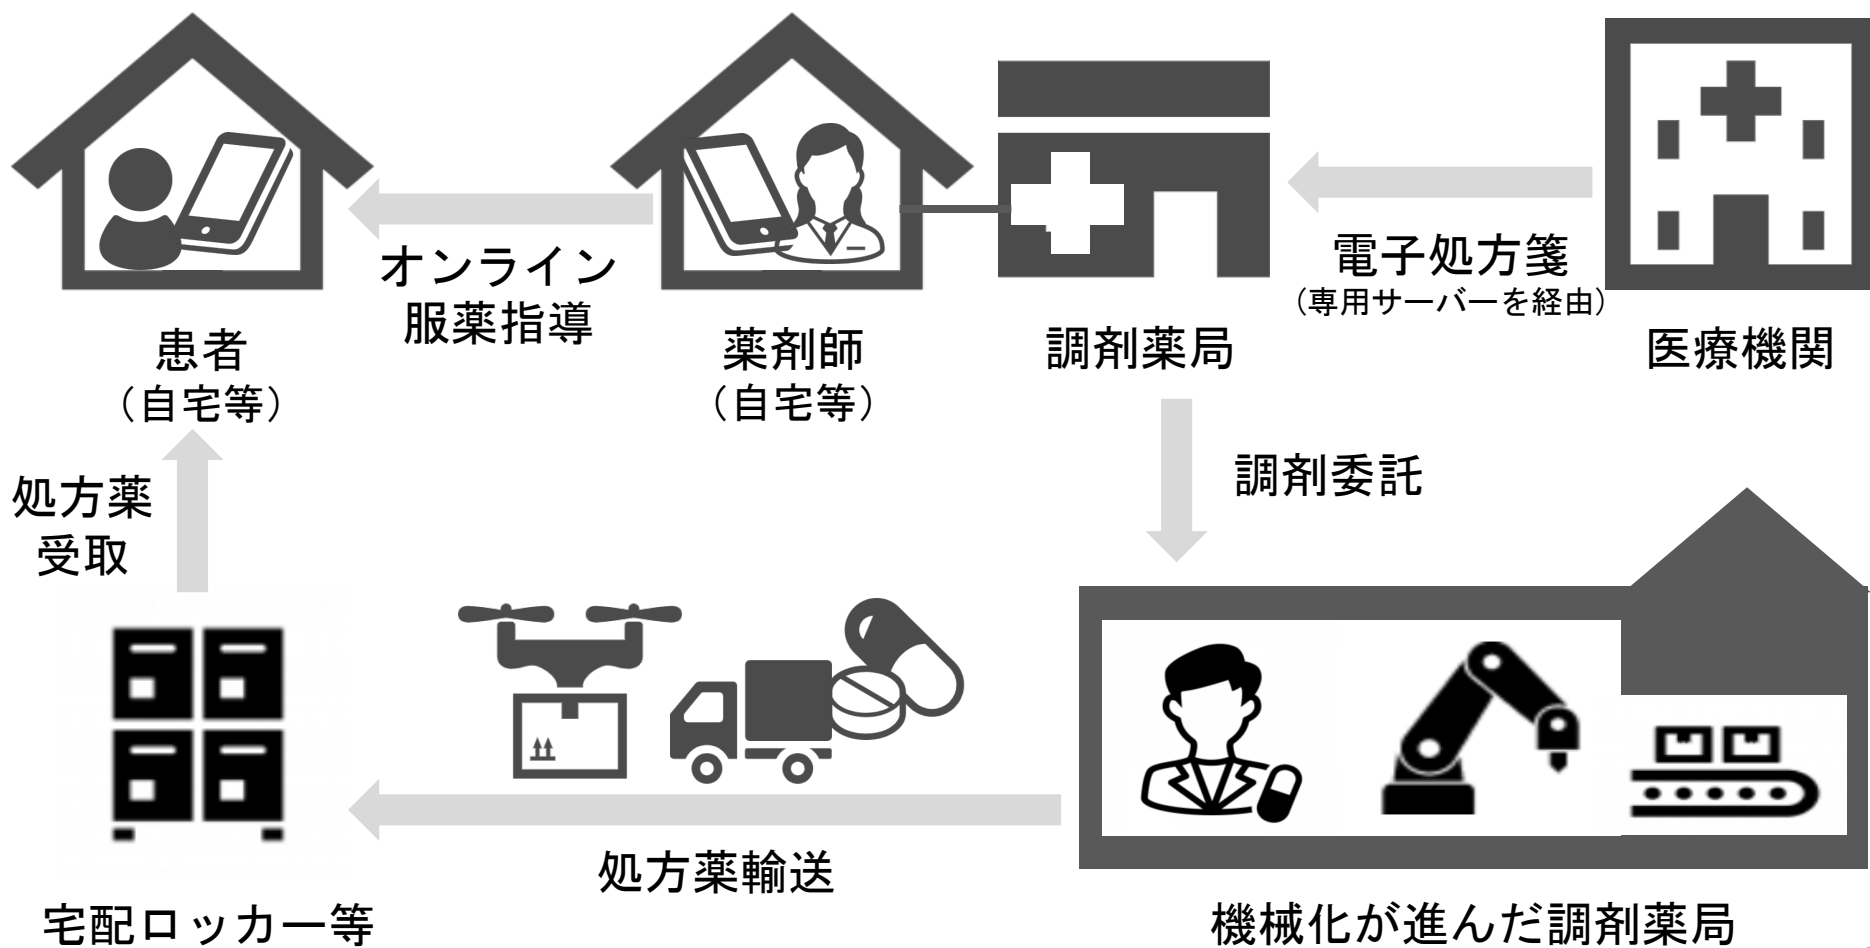 オンライン
服薬指導
電子処方箋
（専用サーバーを経由）
患者
（自宅等）
薬剤師
（自宅等）
調剤薬局
医療機関
処方薬
受取
調剤委託
処方薬輸送
宅配ロッカー等
機械化が進んだ調剤薬局